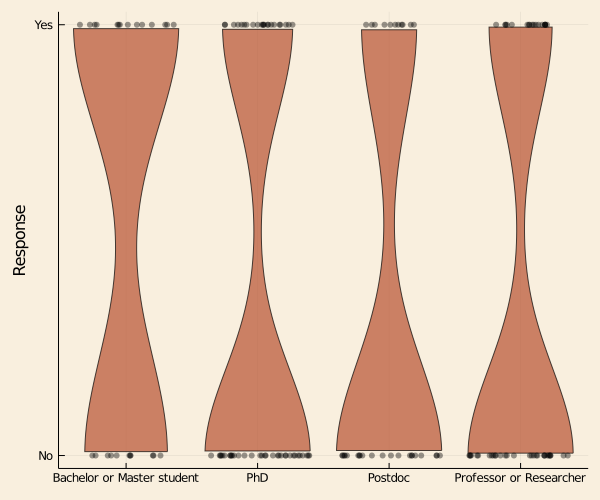 Yes
Response
No
Bachelor or Master student
PhD
Postdoc
Professor or Researcher